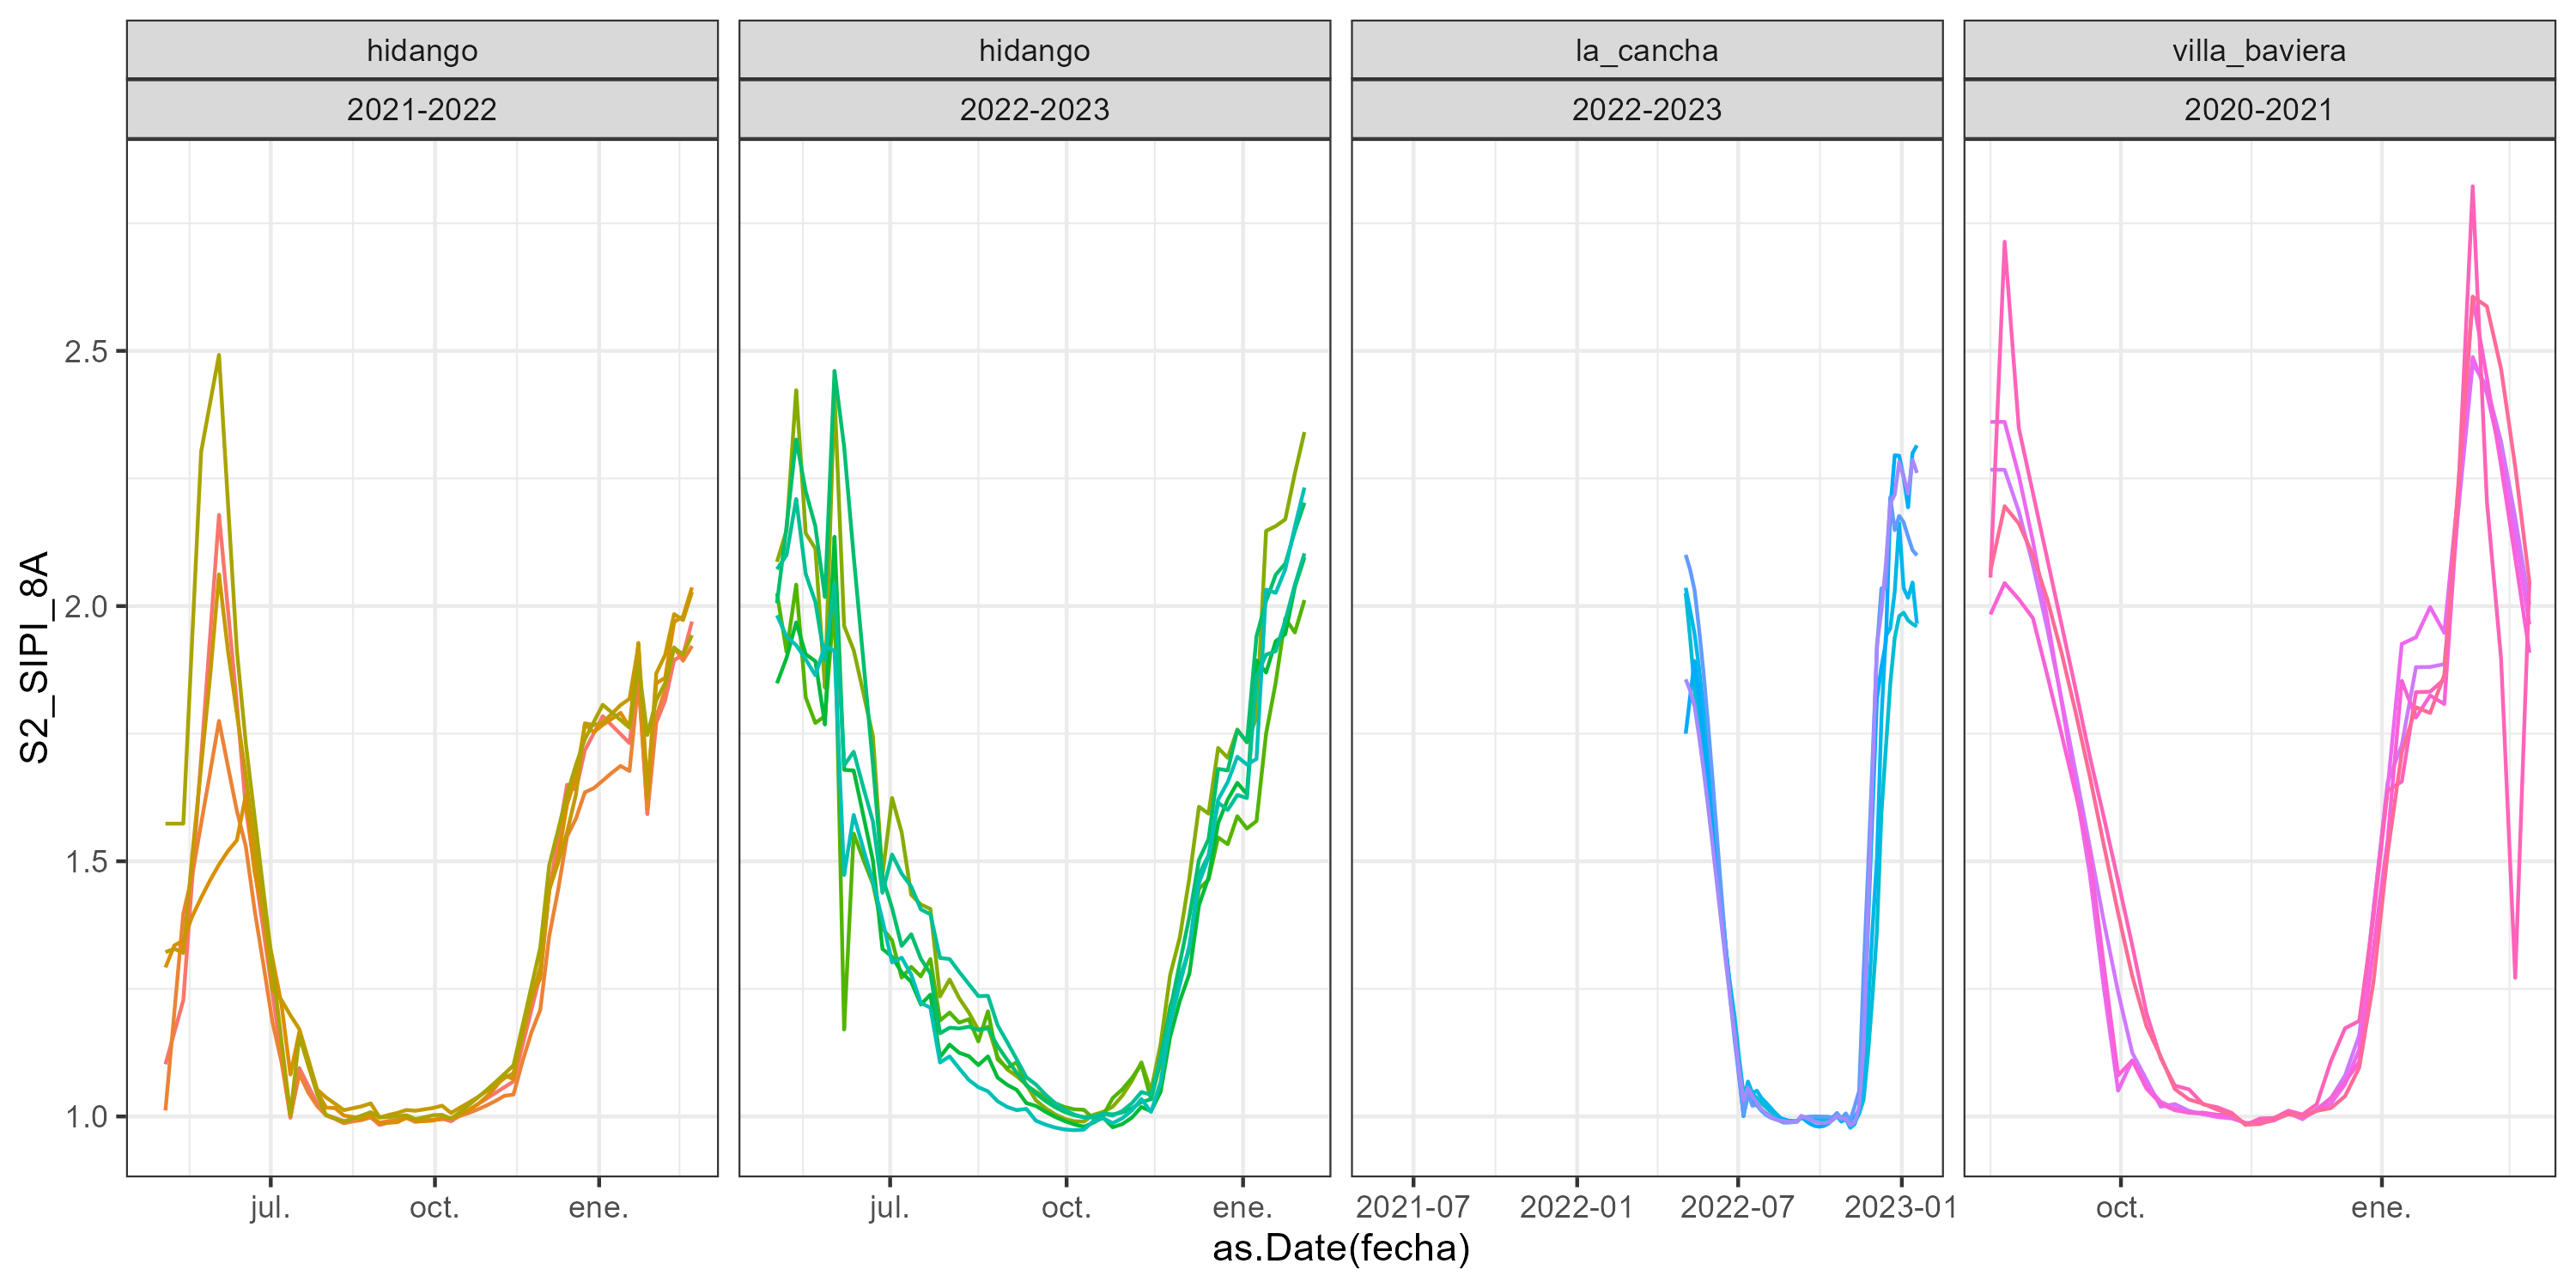 hidango
2021-2022
hidango
2022-2023
la_cancha
2022-2023
villa_baviera
2020-2021
S2_SIPI_8A
2.5
2.0
1.5
1.0
jul.
oct.
ene.
jul.
oct.
ene.
2021-07
2022-01
2022-07
2023-01
oct.
ene.
as.Date(fecha)